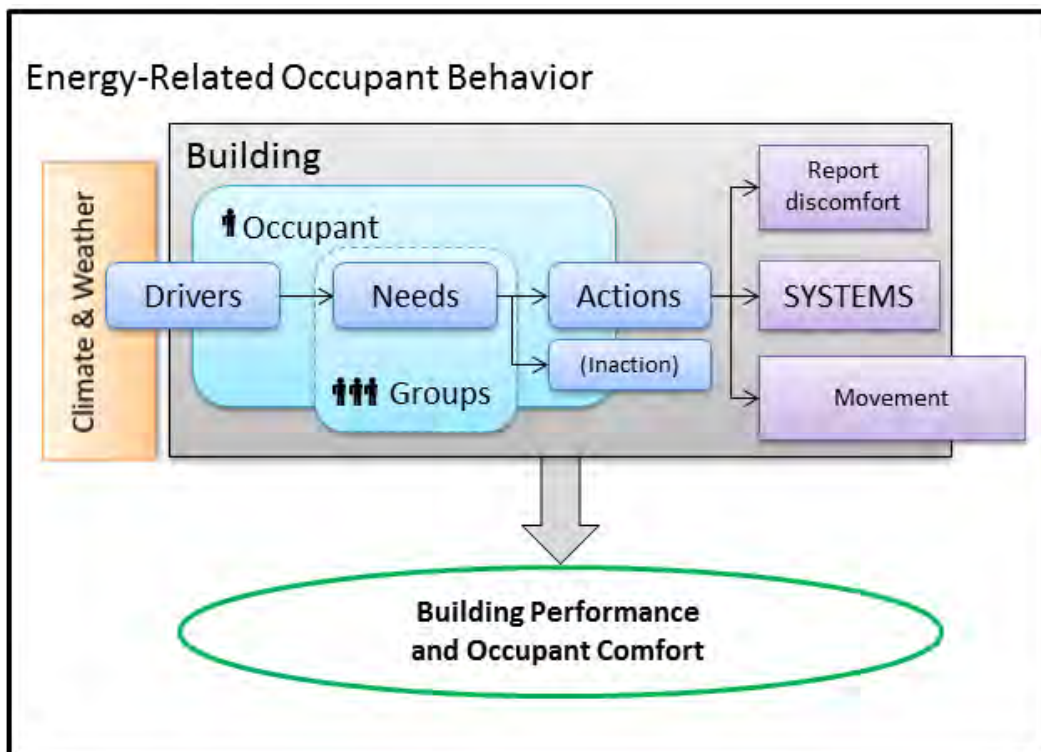 Energy-Related Occupant Behavior
Building
Climate & Weather
Occupant
Drivers
Needs
Actions
(Inaction)
Groups
Report
discomfort
SYSTEMS
Movement
Building Performance
and Occupant Comfort